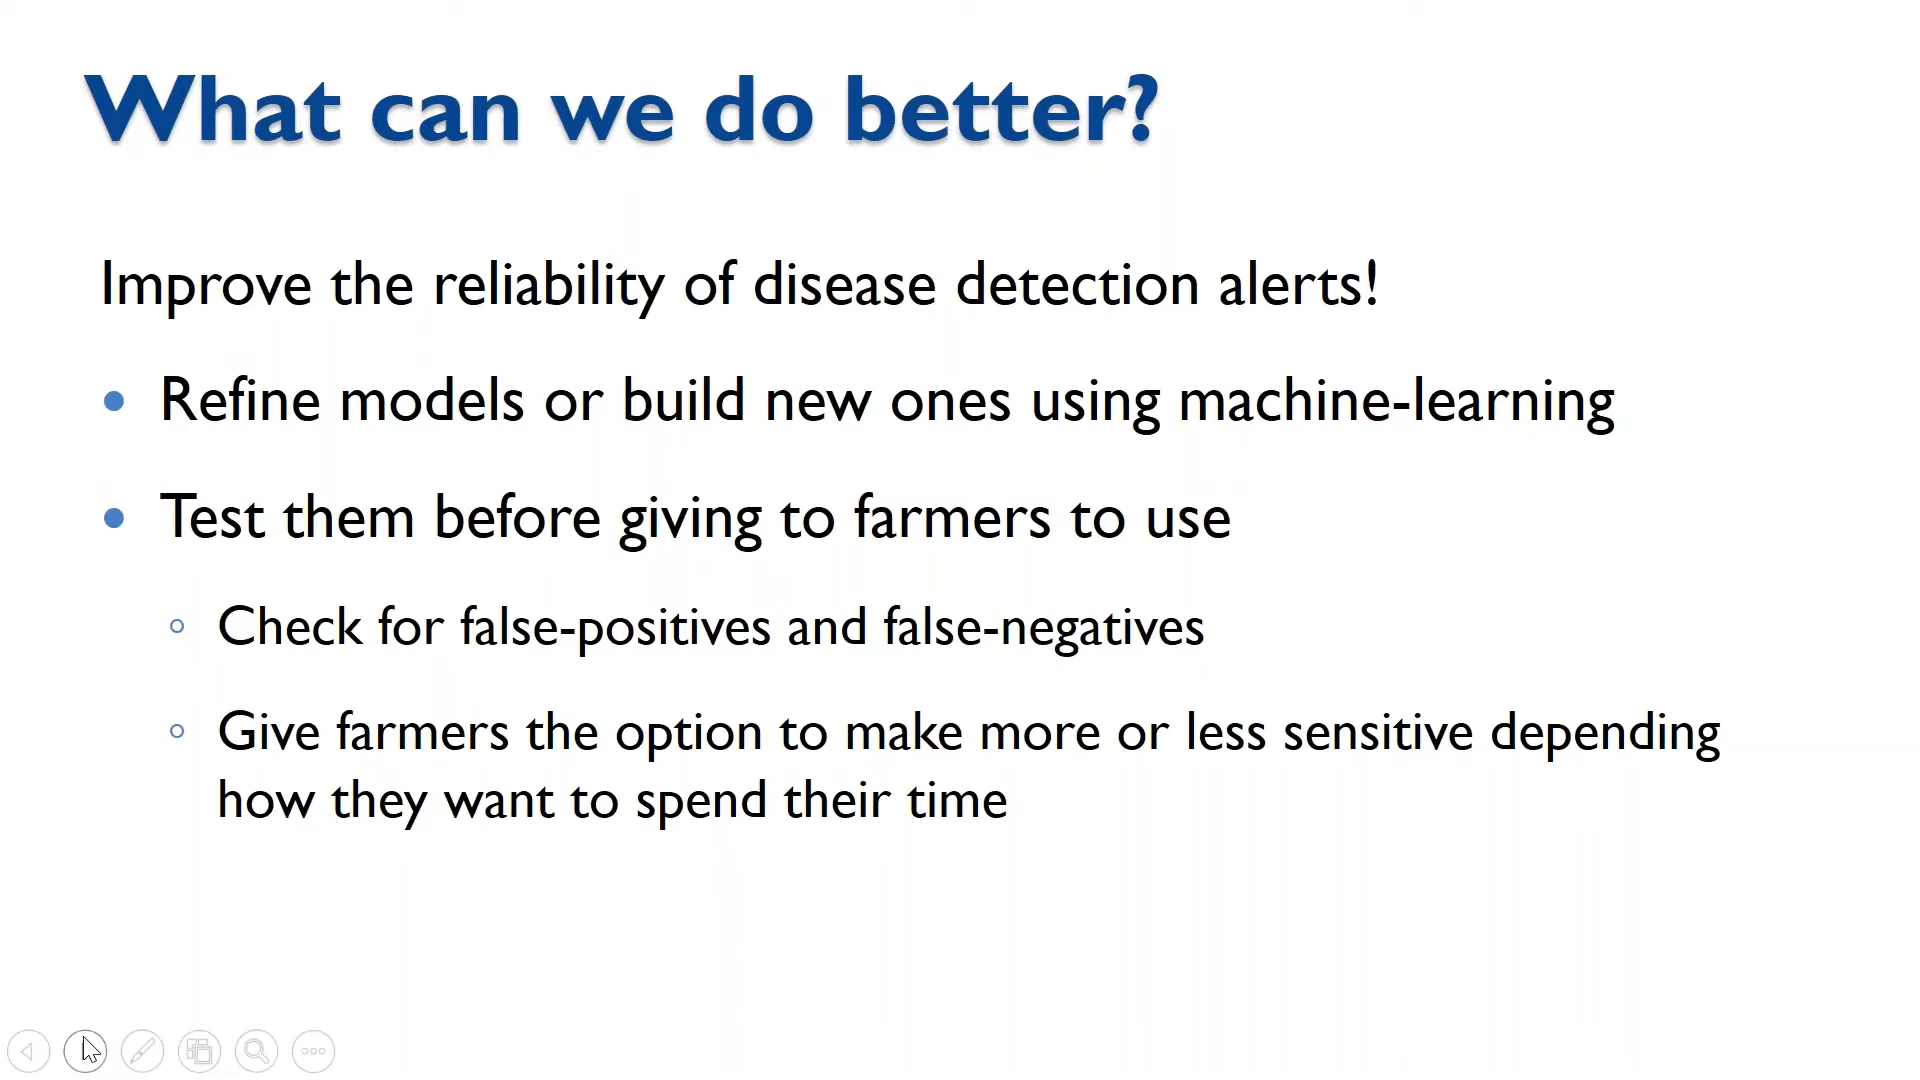 What can we do better?
Improve the reliability of disease detection alerts!
• Refine models or build new ones using machine-learning
• Test them before giving to farmers to use
◦ Check for false-positives and false-negatives
◦ Give farmers the option to make more or less sensitive depending
how they want to spend their time